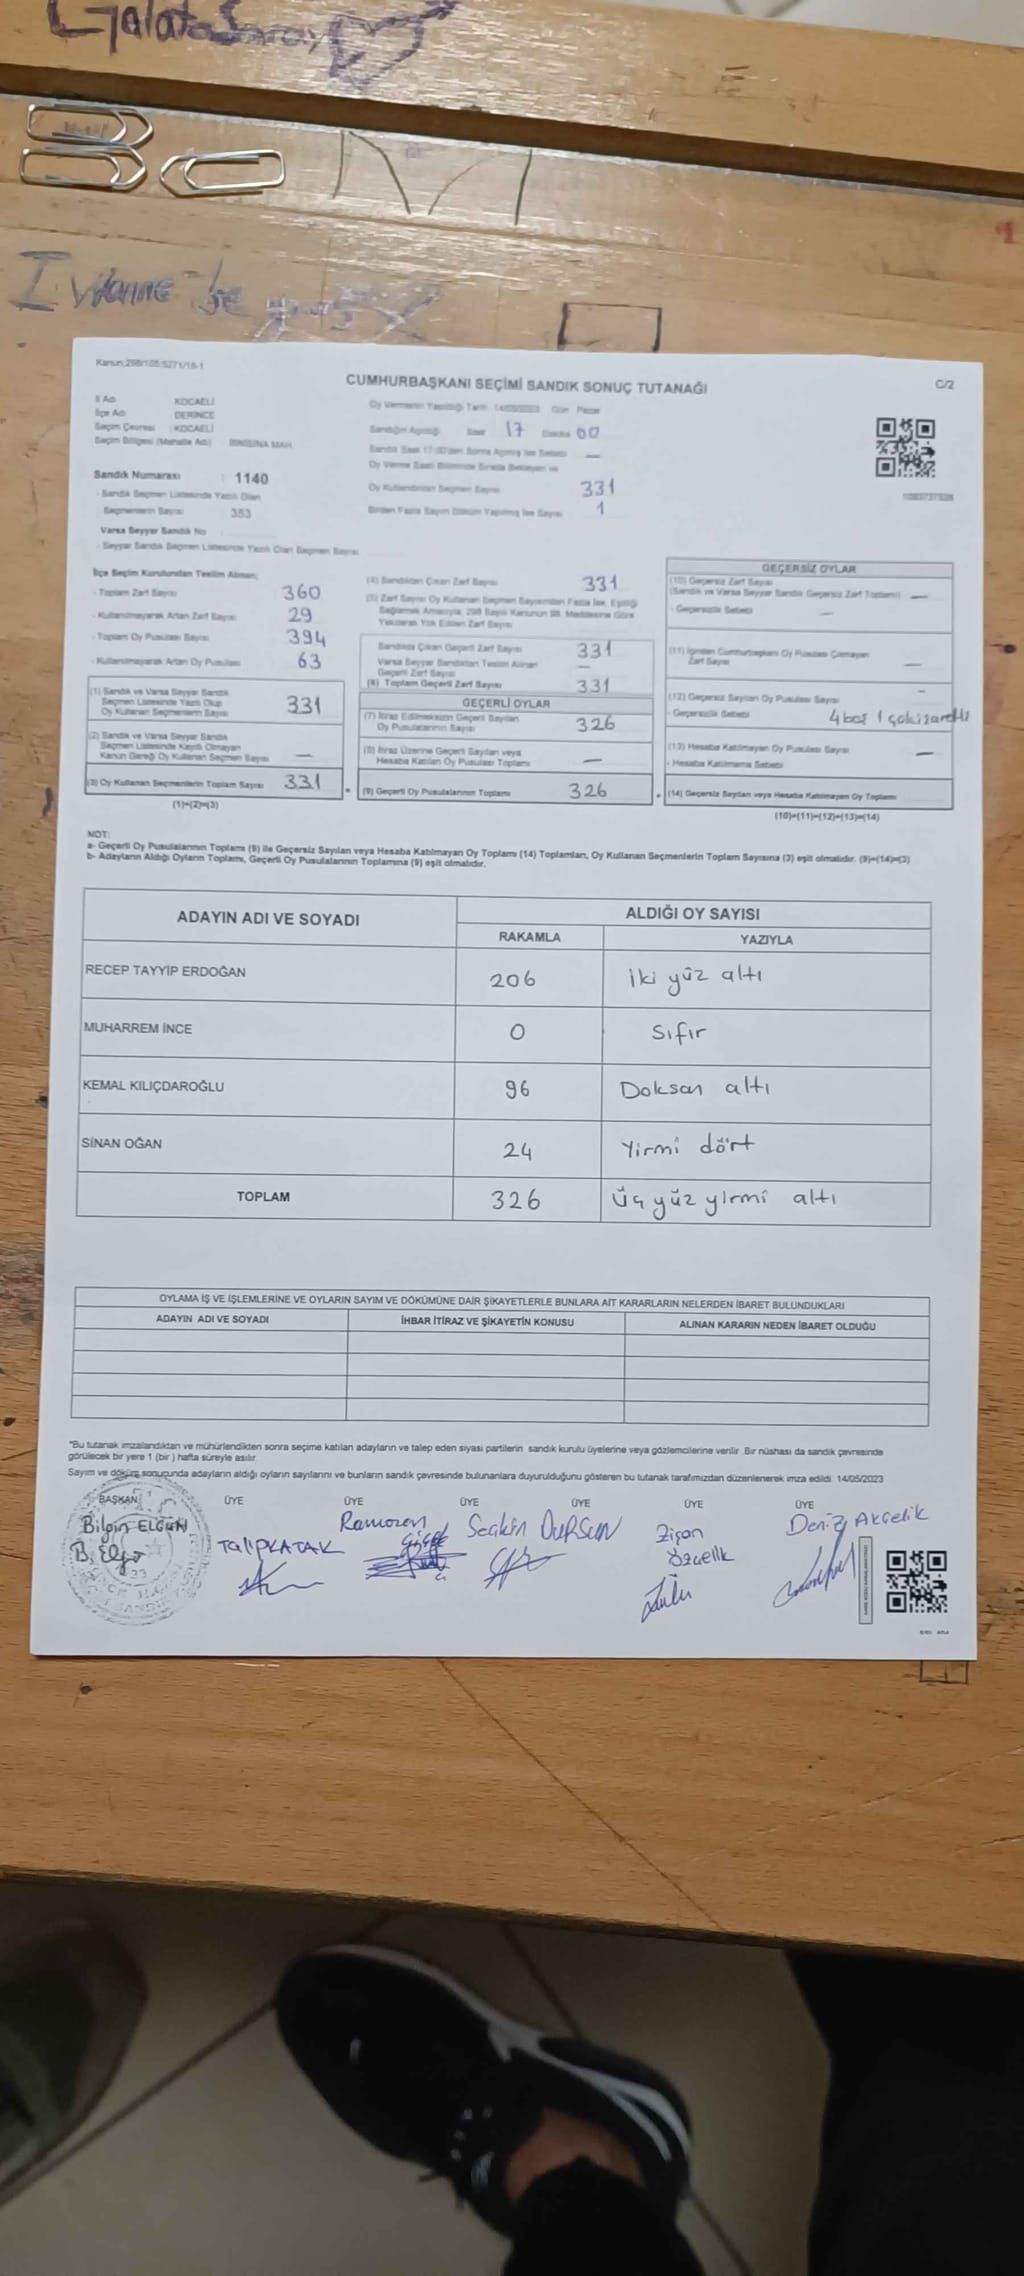 Galatasaray
Kanun;298/105;6271/16-1
CUMHURBAŞKANI SEÇİMİ SANDIK SONUÇ TUTANAĞI
C/2
İl Adı KOCAELİ
İlçe Adı DERİNCE
Seçim Çevresi : KOCAELİ
Seçim Bölgesi (Mahalle Adı) İBNİSİNA MAH.
Sandık Numarası : 1140
- Sandık Seçmen Listesinde Yazılı Olan
Seçmenlerin Sayısı 353
Varsa Seyyar Sandık No
- Seyyar Sandık Seçmen Listesinde Yazılı Olan Seçmen Sayısı
Oy Vermenin Yapıldığı Tarih : 14/05/2023 Gün : Pazar
Sandığın Açıldığı Saat 17 Dakika 00
Sandık Saat 17:00'den Sonra Açılmış İse Sebebi —
Oy Verme Saati Bitiminde Sırada Bekleyen ve
Oy Kullandırılan Seçmen Sayısı 331
Birden Fazla Sayım Döküm Yapılmış İse Sayısı 1
İlçe Seçim Kurulundan Teslim Alınan;
- Toplam Zarf Sayısı 360
- Kullanılmayarak Artan Zarf Sayısı 29
- Toplam Oy Pusulası Sayısı 394
- Kullanılmayarak Artan Oy Pusulası 63
(1) Sandık ve Varsa Seyyar Sandık
Seçmen Listesinde Yazılı Olup
Oy Kullanan Seçmenlerin Sayısı 331
(2) Sandık ve Varsa Seyyar Sandık
Seçmen Listesinde Kaydı Olmayan
Kanun Gereği Oy Kullanan Seçmen Sayısı —
(3) Oy Kullanan Seçmenlerin Toplam Sayısı 331
(1)+(2)=(3)
(4) Sandıktan Çıkan Zarf Sayısı 331
(5) Zarf Sayısı Oy Kullanan Seçmen Sayısından Fazla İse, Eşitliği
Sağlamak Amacıyla, 298 Sayılı Kanunun 98. Maddesine Göre
Yakılarak Yok Edilen Zarf Sayısı
Sandıkta Çıkan Geçerli Zarf Sayısı 331
Varsa Seyyar Sandıktan Teslim Alınan
Geçerli Zarf Sayısı —
(6) Toplam Geçerli Zarf Sayısı 331
GEÇERLİ OYLAR
(7) İtiraz Edilmeksizin Geçerli Sayılan
Oy Pusulalarının Sayısı 326
(8) İtiraz Üzerine Geçerli Sayılan veya
Hesaba Katılan Oy Pusulası Toplamı —
(9) Geçerli Oy Pusulalarının Toplamı 326
GEÇERSİZ OYLAR
(10) Geçersiz Zarf Sayısı
(Sandık ve Varsa Seyyar Sandık Geçersiz Zarf Toplamı) —
- Geçersizlik Sebebi —
(11) İçinden Cumhurbaşkanı Oy Pusulası Çıkmayan
Zarf Sayısı —
(12) Geçersiz Sayılan Oy Pusulası Sayısı -
- Geçersizlik Sebebi 4 boş 1 çoklu
(13) Hesaba Katılmayan Oy Pusulası Sayısı —
- Hesaba Katılmama Sebebi
(14) Geçersiz Sayılan veya Hesaba Katılmayan Oy Toplamı
(10)+(11)+(12)+(13)=(14)
NOT:
a- Geçerli Oy Pusulalarının Toplamı (9) ile Geçersiz Sayılan veya Hesaba Katılmayan Oy Toplamı (14) Toplamları, Oy Kullanan Seçmenlerin Toplam Sayısına (3) eşit olmalıdır. (9)+(14)=(3)
b- Adayların Aldığı Oyların Toplamı, Geçerli Oy Pusulalarının Toplamına (9) eşit olmalıdır.
ADAYIN ADI VE SOYADI
ALDIĞI OY SAYISI
RAKAMLA YAZIYLA
RECEP TAYYİP ERDOĞAN 206 iki yüz altı
MUHARREM İNCE 0 Sıfır
KEMAL KILIÇDAROĞLU 96 Doksan altı
SİNAN OĞAN 24 Yirmi dört
TOPLAM 326 üç yüz yirmi altı
OYLAMA İŞ VE İŞLEMLERİNE VE OYLARIN SAYIM VE DÖKÜMÜNE DAİR ŞİKAYETLERLE BUNLARA AİT KARARLARIN NELERDEN İBARET BULUNDUKLARI
ADAYIN ADI VE SOYADI İHBAR İTİRAZ VE ŞİKAYETİN KONUSU ALINAN KARARIN NEDEN İBARET OLDUĞU
*Bu tutanak imzalandıktan ve mühürlendikten sonra seçime katılan adayların ve talep eden siyasi partilerin sandık kurulu üyelerine veya gözlemcilerine verilir. Bir nüshası da sandık çevresinde
görülecek bir yere 1 (bir) hafta süreyle asılır.
Sayım ve döküm sonucunda adayların aldığı oyların sayılarını ve bunların sandık çevresinde bulunanlara duyurulduğunu gösteren bu tutanak tarafımızdan düzenlenerek imza edildi. 14/05/2023
BAŞKAN ÜYE ÜYE ÜYE ÜYE ÜYE ÜYE
Bilgin ELGÜN Talip KATAK Ramazan Seçkin DURSUN Zişan Özcelik Deniz Akcelik
B. Elgün